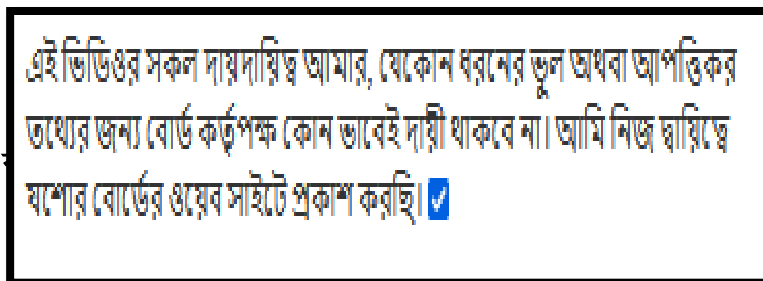 এই ভিডিওর সকল দায়দায়িত্ব আমার, যেকোন ধরনের ভুল অথবা আপত্তিকর
তথ্যের জন্য বোর্ড কর্তৃপক্ষ কোন ভাবেই দায়ী থাকবে না। আমি নিজ দ্বায়িত্বে
যশোর বোর্ডের ওয়েব সাইটে প্রকাশ করছি।